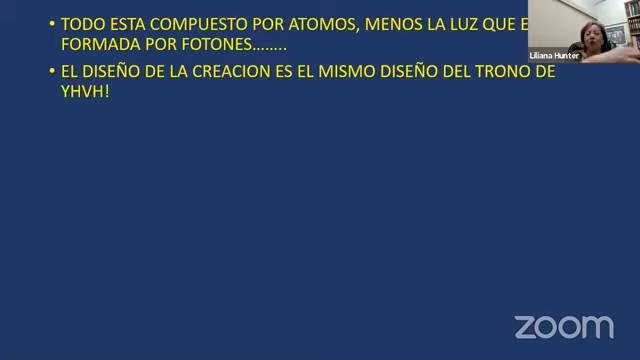 • TODO ESTA COMPUESTO POR ATOMOS, MENOS LA LUZ QUE
FORMADA POR FOTONES……..
• EL DISEÑO DE LA CREACION ES EL MISMO DISEÑO DEL TRONO DE
YHVH!
Liliana Hunter
zoom